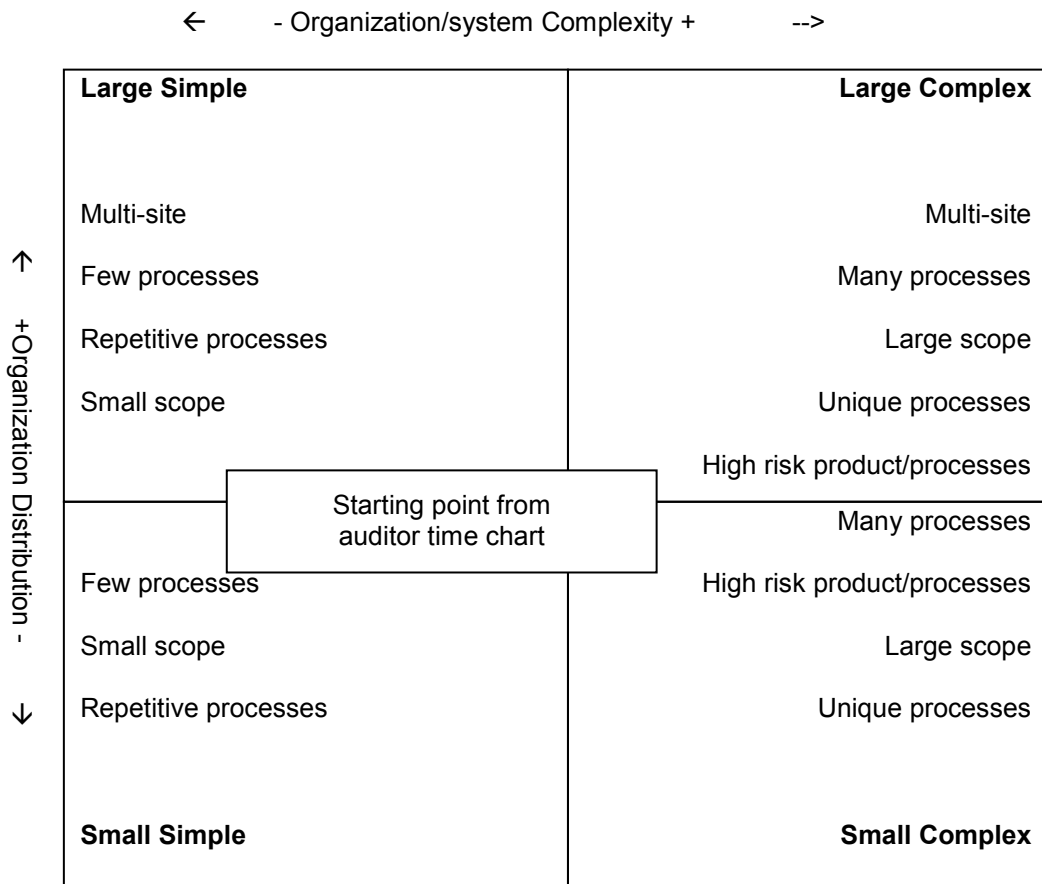 ← - Organization/system Complexity + -->
Large Simple
Large Complex
Multi-site
Multi-site
Few processes
Many processes
Repetitive processes
Large scope
Small scope
Unique processes
High risk product/processes
← +Organization Distribution - →
Starting point from
auditor time chart
Many processes
Few processes
High risk product/processes
Small scope
Large scope
Repetitive processes
Unique processes
Small Simple
Small Complex